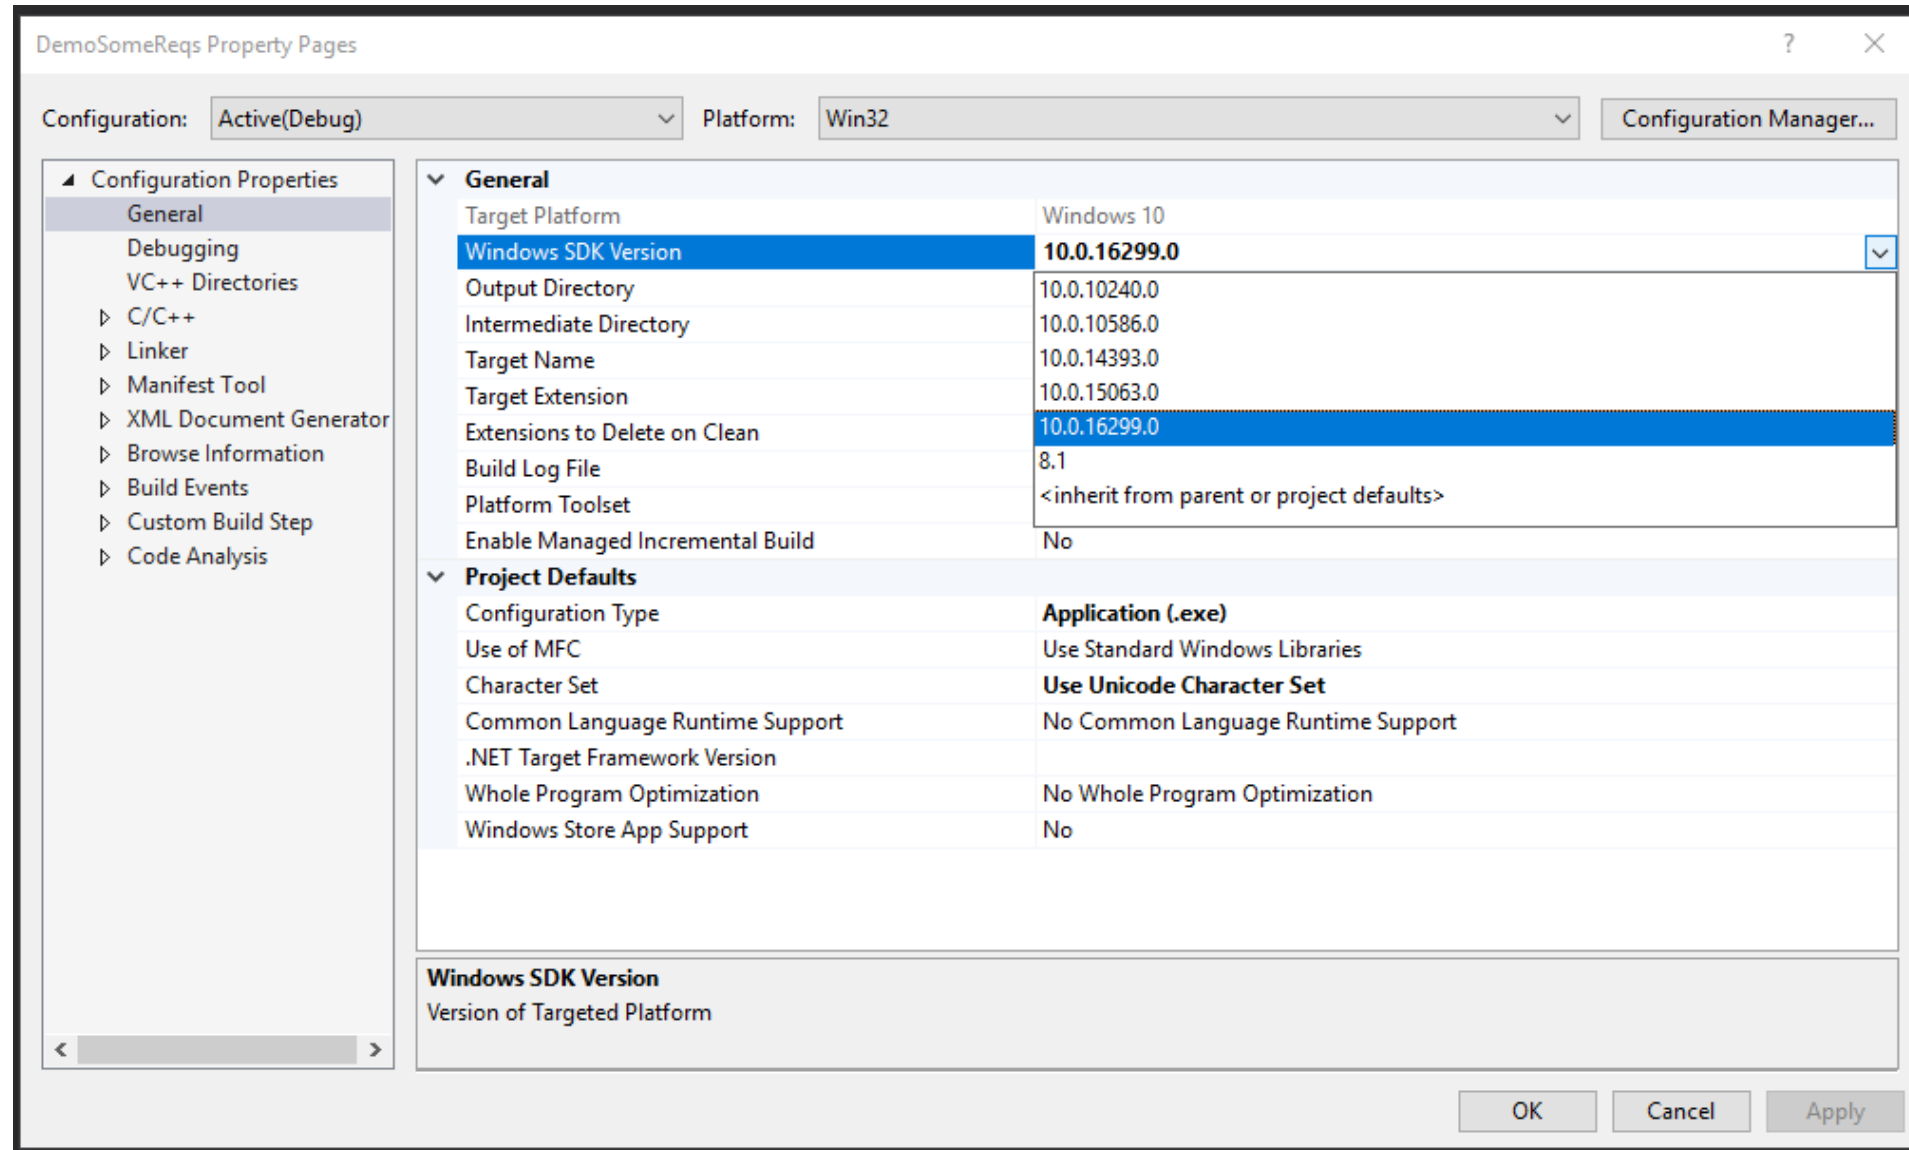 DemoSomeReqs Property Pages
Configuration: Active(Debug) Platform: Win32 Configuration Manager...
Configuration Properties
General
Debugging
VC++ Directories
C/C++
Linker
Manifest Tool
XML Document Generator
Browse Information
Build Events
Custom Build Step
Code Analysis
General
Target Platform Windows 10
Windows SDK Version 10.0.16299.0
Output Directory
Intermediate Directory
Target Name
Target Extension
Extensions to Delete on Clean
Build Log File
Platform Toolset
10.0.10240.0
10.0.10586.0
10.0.14393.0
10.0.15063.0
10.0.16299.0
8.1
<inherit from parent or project defaults>
Enable Managed Incremental Build No
Project Defaults
Configuration Type Application (.exe)
Use of MFC Use Standard Windows Libraries
Character Set Use Unicode Character Set
Common Language Runtime Support No Common Language Runtime Support
.NET Target Framework Version
Whole Program Optimization No Whole Program Optimization
Windows Store App Support No
Windows SDK Version
Version of Targeted Platform
OK Cancel Apply